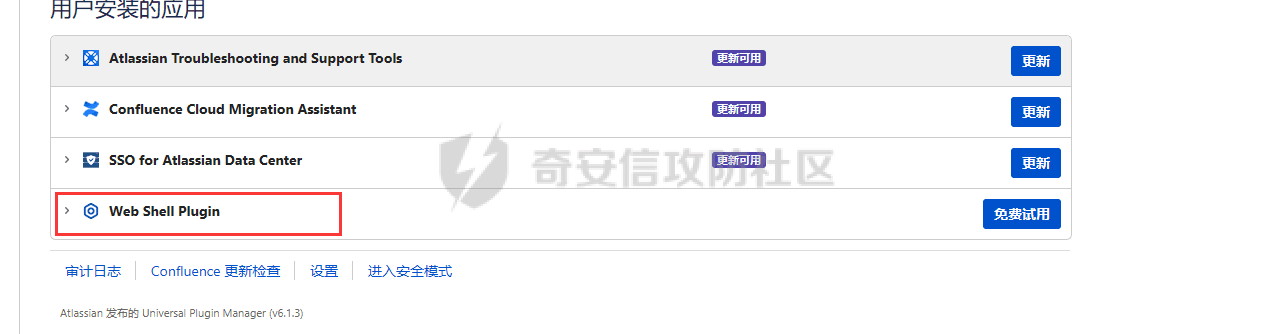 用户安装的应用
Atlassian Troubleshooting and Support Tools 更新可用 更新
Confluence Cloud Migration Assistant 更新可用 更新
SSO for Atlassian Data Center 更新可用 更新
奇安信攻防社区
Web Shell Plugin 免费试用
审计日志 Confluence 更新检查 设置 进入安全模式
Atlassian 发布的 Universal Plugin Manager (v6.1.3)